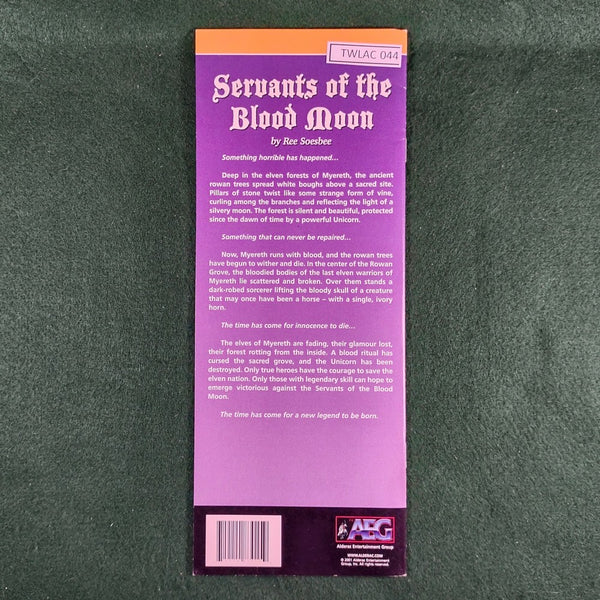 TWLAC 044
Servants of the
Blood Moon
by Ree Soesbee
Something horrible has happened...
Deep in the elven forests of Myereth, the ancient
rowan trees spread white boughs above a sacred site.
Pillars of stone twist like some strange form of vine,
curling among the branches and reflecting the light of a
silvery moon. The forest is silent and beautiful, protected
since the dawn of time by a powerful Unicorn.
Something that can never be repaired...
Now, Myereth runs with blood, and the rowan trees
have begun to wither and die. In the center of the Rowan
Grove, the bloodied bodies of the last elven warriors of
Myereth lie scattered and broken. Over them stands a
dark-robed sorcerer lifting the bloody skull of a creature
that may once have been a horse – with a single, ivory
horn.
The time has come for innocence to die...
The elves of Myereth are fading, their glamour lost,
their forest rotting from the inside. A blood ritual has
cursed the sacred grove, and the Unicorn has been
destroyed. Only true heroes have the courage to save the
elven nation. Only those with legendary skill can hope to
emerge victorious against the Servants of the Blood
Moon.
The time has come for a new legend to be born.
AEG
Alderac Entertainment Group
WWW.ALDERAC.COM
© 2001 Alderac Entertainment
Group, Inc. All rights reserved.